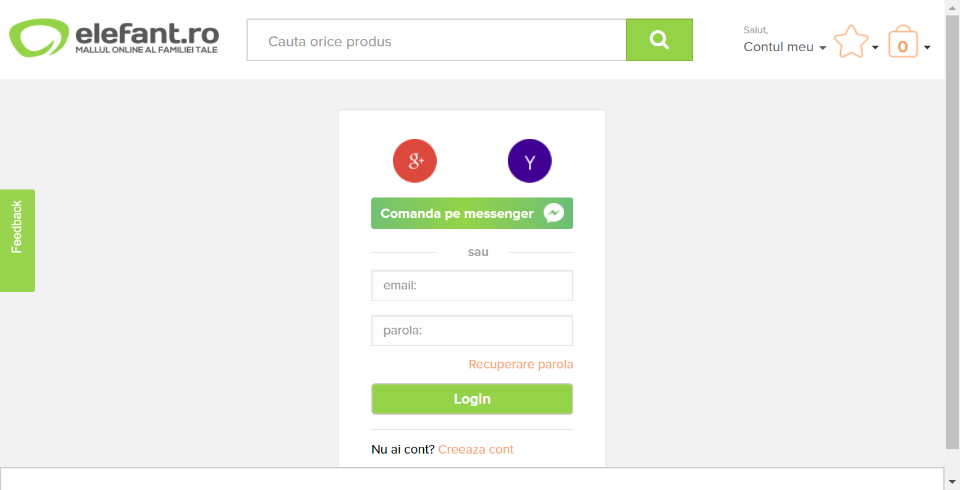 elefant.ro
MALLUL ONLINE AL FAMILIEI TALE
Cauta orice produs
Salut,
Contul meu
0
Feedback
g+
Y
Comanda pe messenger
sau
email:
parola:
Recuperare parola
Login
Nu ai cont? Creeaza cont